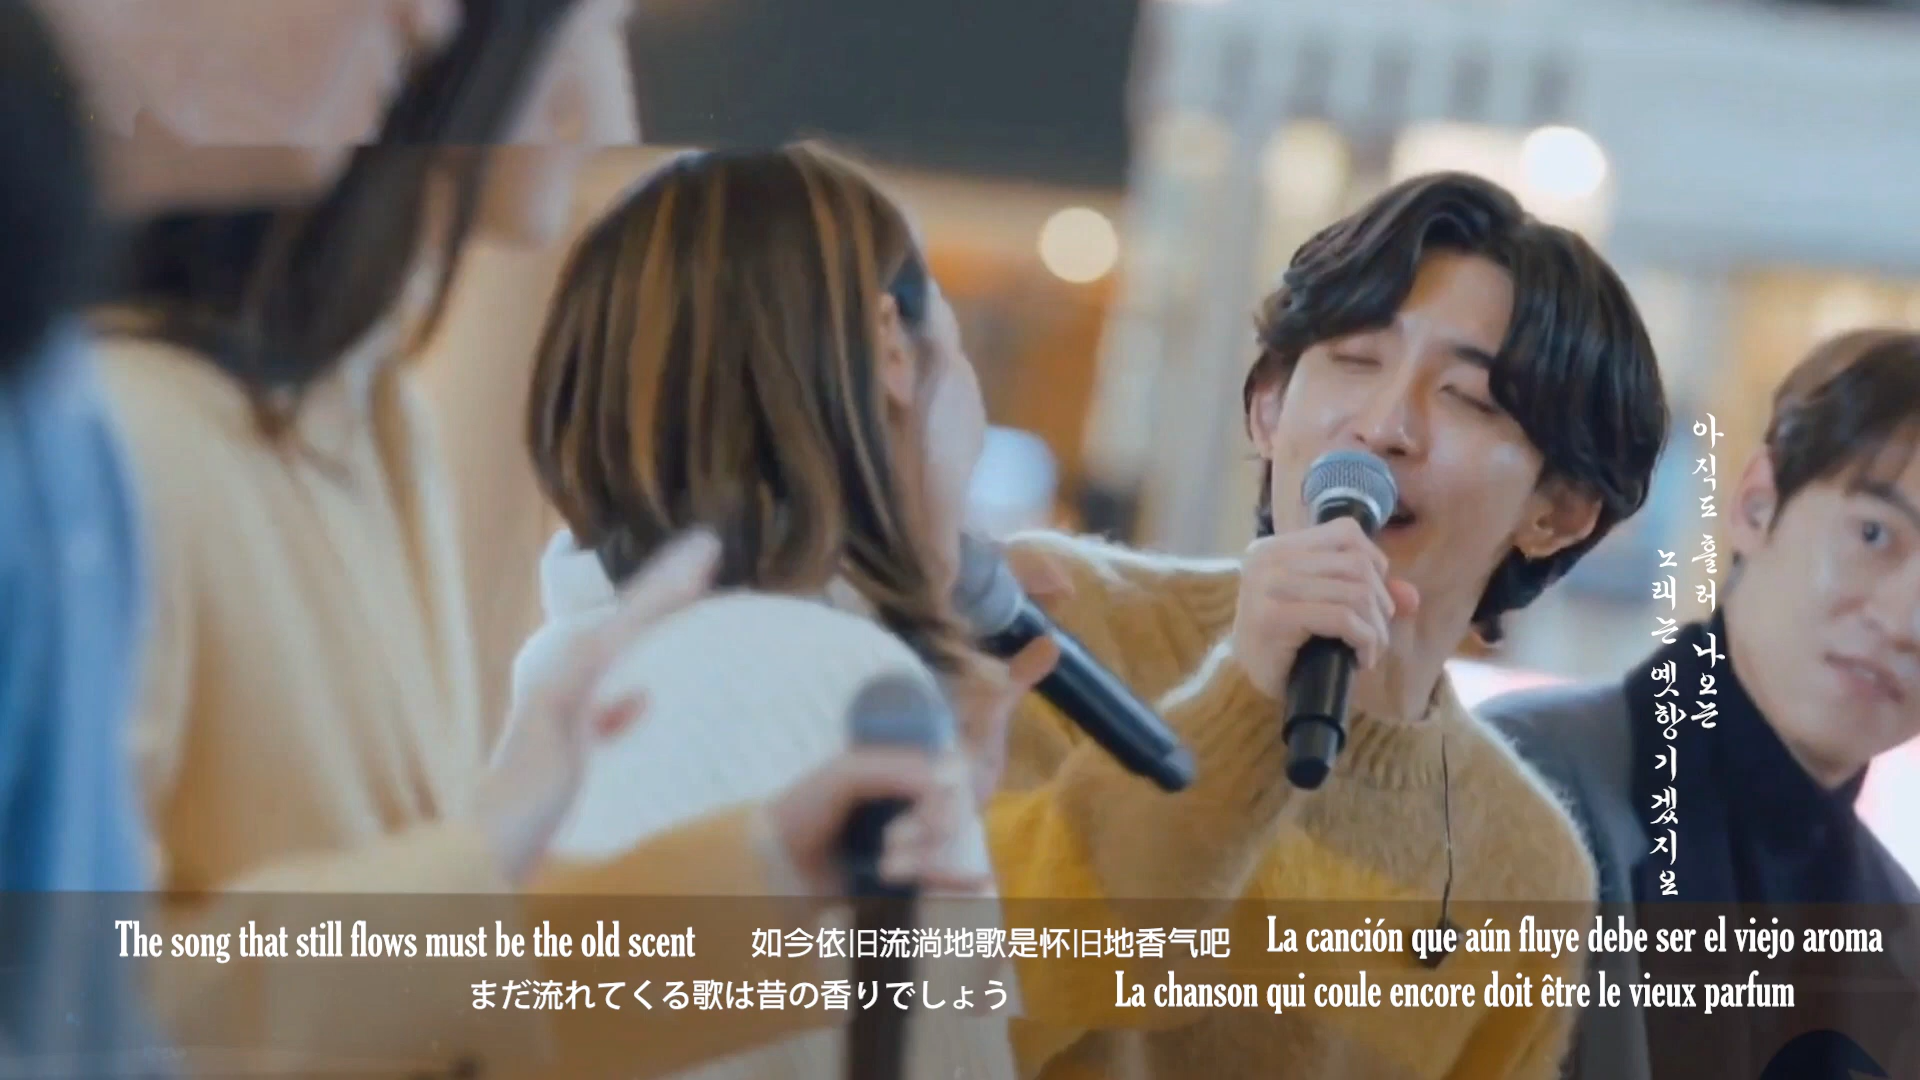 아직도 흘러 나오는
노래는 옛 향기겠지요
The song that still flows must be the old scent
如今依旧流淌地歌是怀旧地香气吧
La canción que aún fluye debe ser el viejo aroma
まだ流れてくる歌は昔の香りでしょう
La chanson qui coule encore doit être le vieux parfum